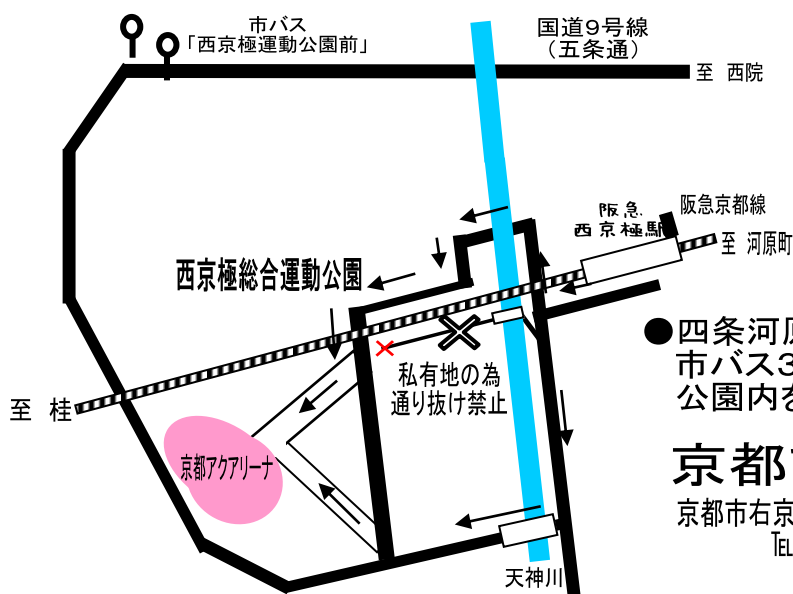 市バス
「西京極運動公園前」
国道9号線
（五条通）
至 西院
阪急京都線
阪急
西京極駅
至 河原町
西京極総合運動公園
●四条河原
市バス3
公園内を
私有地の為
通り抜け禁止
至 桂
京都アクアリーナ
京都市
京都市右京
TEL
天神川